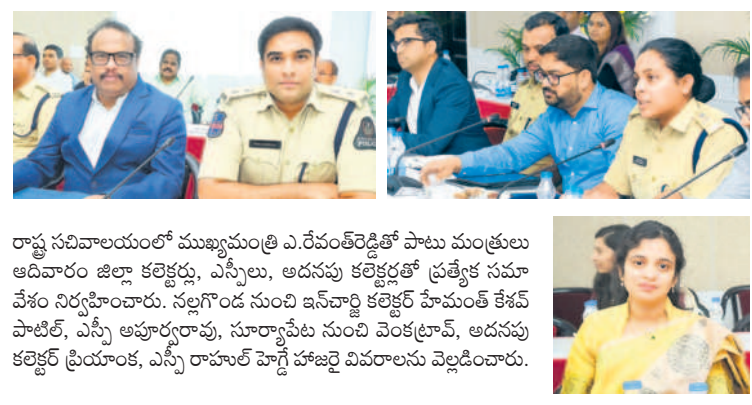 రాష్ట్ర సచివాలయంలో ముఖ్యమంత్రి ఎ.రేవంత్‌రెడ్డితో పాటు మంత్రులు
ఆదివారం జిల్లా కలెక్టర్లు, ఎస్పీలు, అదనపు కలెక్టర్లతో ప్రత్యేక సమా
వేశం నిర్వహించారు. నల్లగొండ నుంచి ఇన్‌చార్జి కలెక్టర్ హేమంత్ కేశవ్
పాటిల్, ఎస్పీ అపూర్వరావు, సూర్యాపేట నుంచి వెంకట్రావ్, అదనపు
కలెక్టర్ ప్రియాంక, ఎస్పీ రాహుల్ హెగ్డే హాజరై వివరాలను వెల్లడించారు.